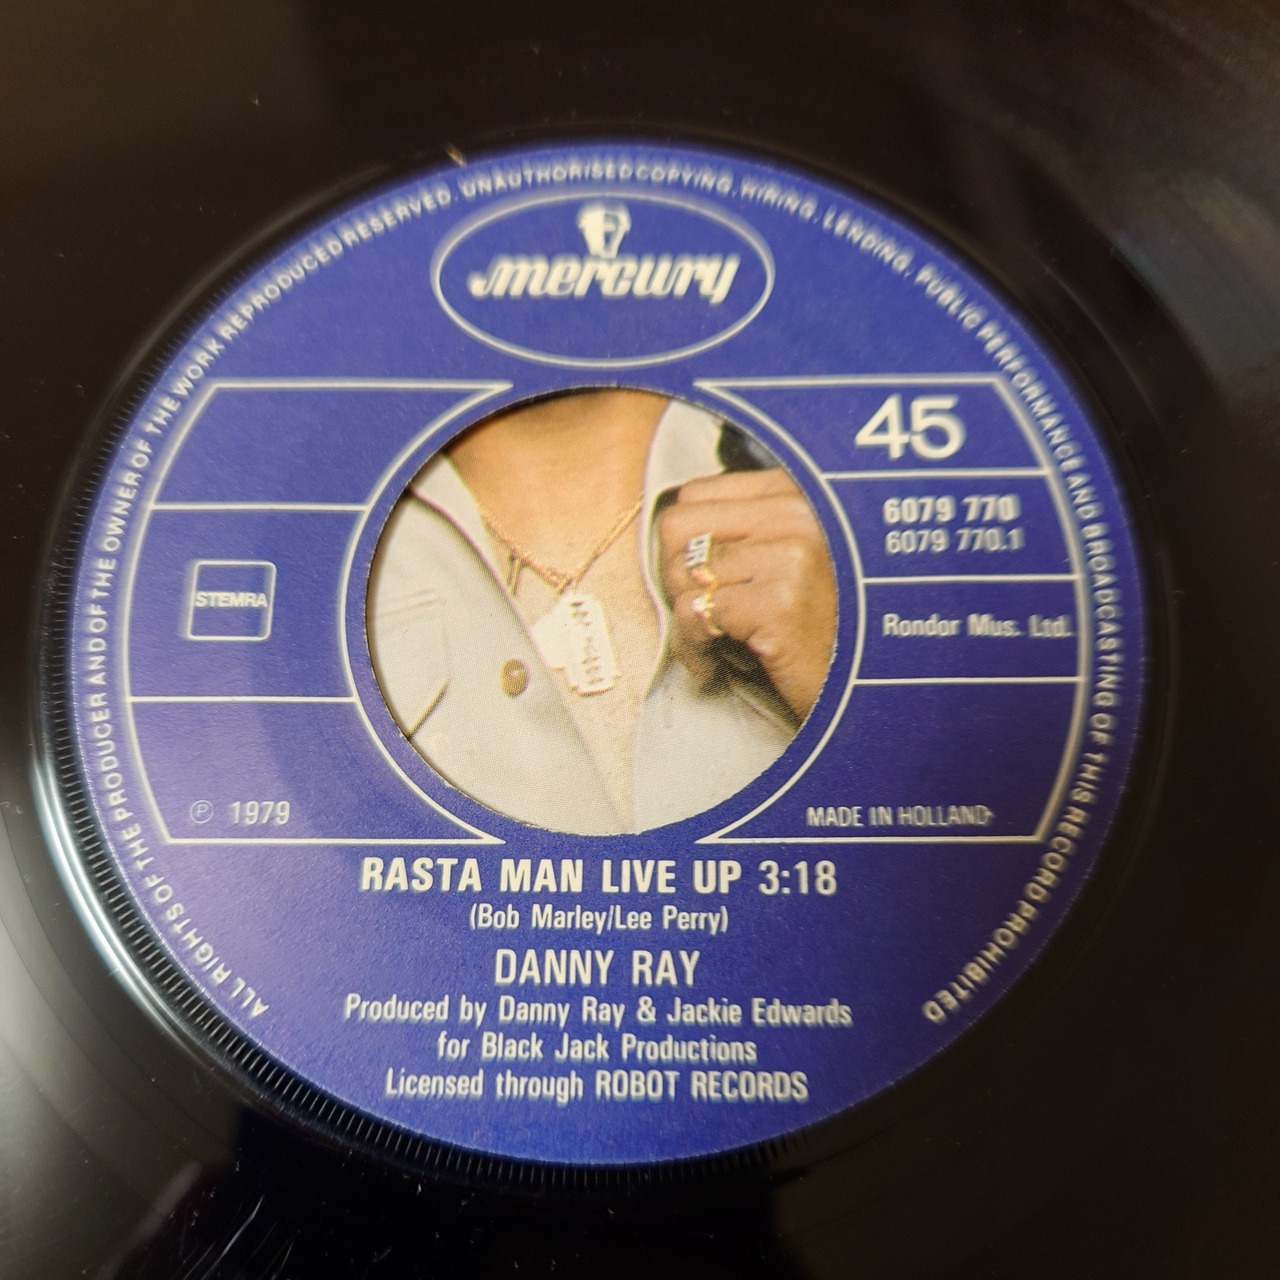 ALL RIGHTS OF THE PRODUCER AND OF THE OWNER OF THE WORK REPRODUCED RESERVED. UNAUTHORISED COPYING, HIRING, LENDING, PUBLIC PERFORMANCE AND BROADCASTING OF THIS RECORD PROHIBITED
mercury
45
6079 770
6079 770.1
STEMRA
Rondor Mus. Ltd.
℗ 1979
MADE IN HOLLAND
RASTA MAN LIVE UP 3:18
(Bob Marley/Lee Perry)
DANNY RAY
Produced by Danny Ray & Jackie Edwards
for Black Jack Productions
Licensed through ROBOT RECORDS